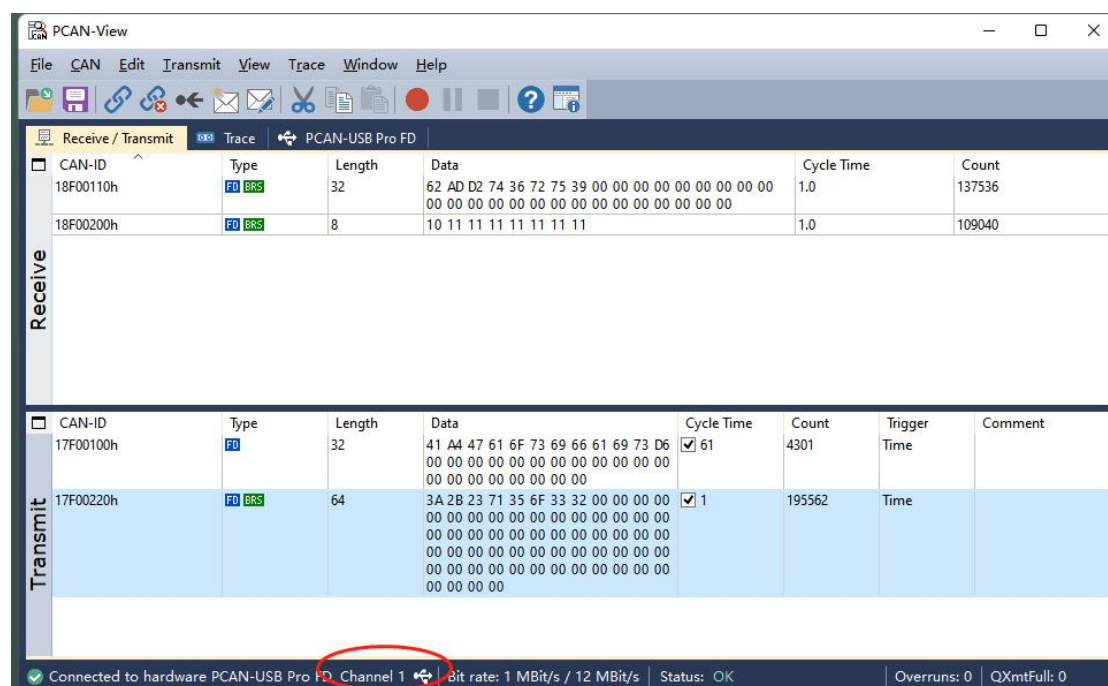 PCAN-View
File CAN Edit Transmit View Trace Window Help
Receive / Transmit Trace PCAN-USB Pro FD
CAN-ID Type Length Data Cycle Time Count
18F00110h FD BRS 32 62 AD D2 74 36 72 75 39 00 00 00 00 00 00 00 00 00 00 1.0 137536
00 00 00 00 00 00 00 00 00 00 00 00 00 00
18F00200h FD BRS 8 10 11 11 11 11 11 11 11 1.0 109040
Receive
CAN-ID Type Length Data Cycle Time Count Trigger Comment
17F00100h FD 32 41 A4 47 61 6F 73 69 66 61 69 73 D6 61 4301 Time
00 00 00 00 00 00 00 00 00 00 00 00
00 00 00 00 00 00 00 00
17F00220h FD BRS 64 3A 2B 23 71 35 6F 33 32 00 00 00 00 1 195562 Time
00 00 00 00 00 00 00 00 00 00 00 00
00 00 00 00 00 00 00 00 00 00 00 00
00 00 00 00 00 00 00 00 00 00 00 00
00 00 00 00 00 00 00 00 00 00 00 00
00 00 00 00
Transmit
Connected to hardware PCAN-USB Pro FD, Channel 1 Bit rate: 1 MBit/s / 12 MBit/s Status: OK Overruns: 0 QXmtFull: 0